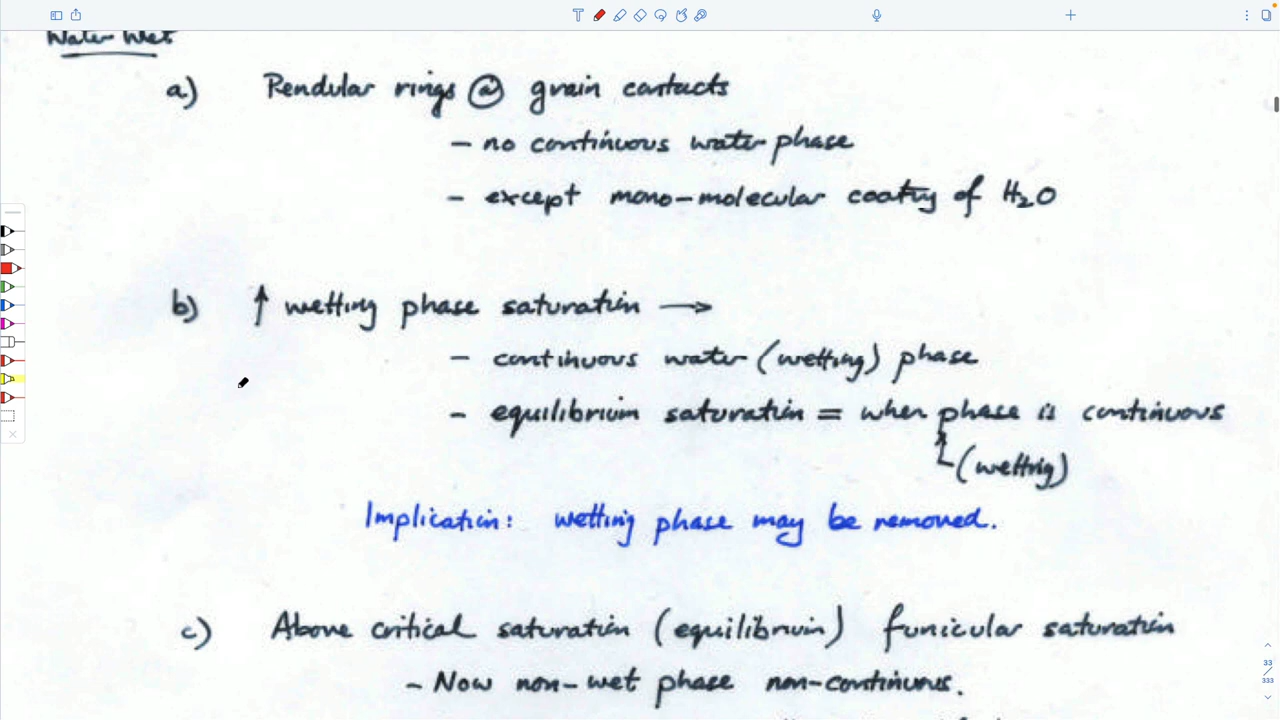 Water Wet
a) Pendular rings @ grain contacts
- no continuous water phase
- except mono-molecular coating of H₂O
b) ↑ wetting phase saturation →
- continuous water (wetting) phase
- equilibrium saturation = when phase is continuous
(wetting)
Implication: wetting phase may be removed.
c) Above critical saturation (equilibrium) funicular saturation
- Now non-wet phase non-continuous.
33
333